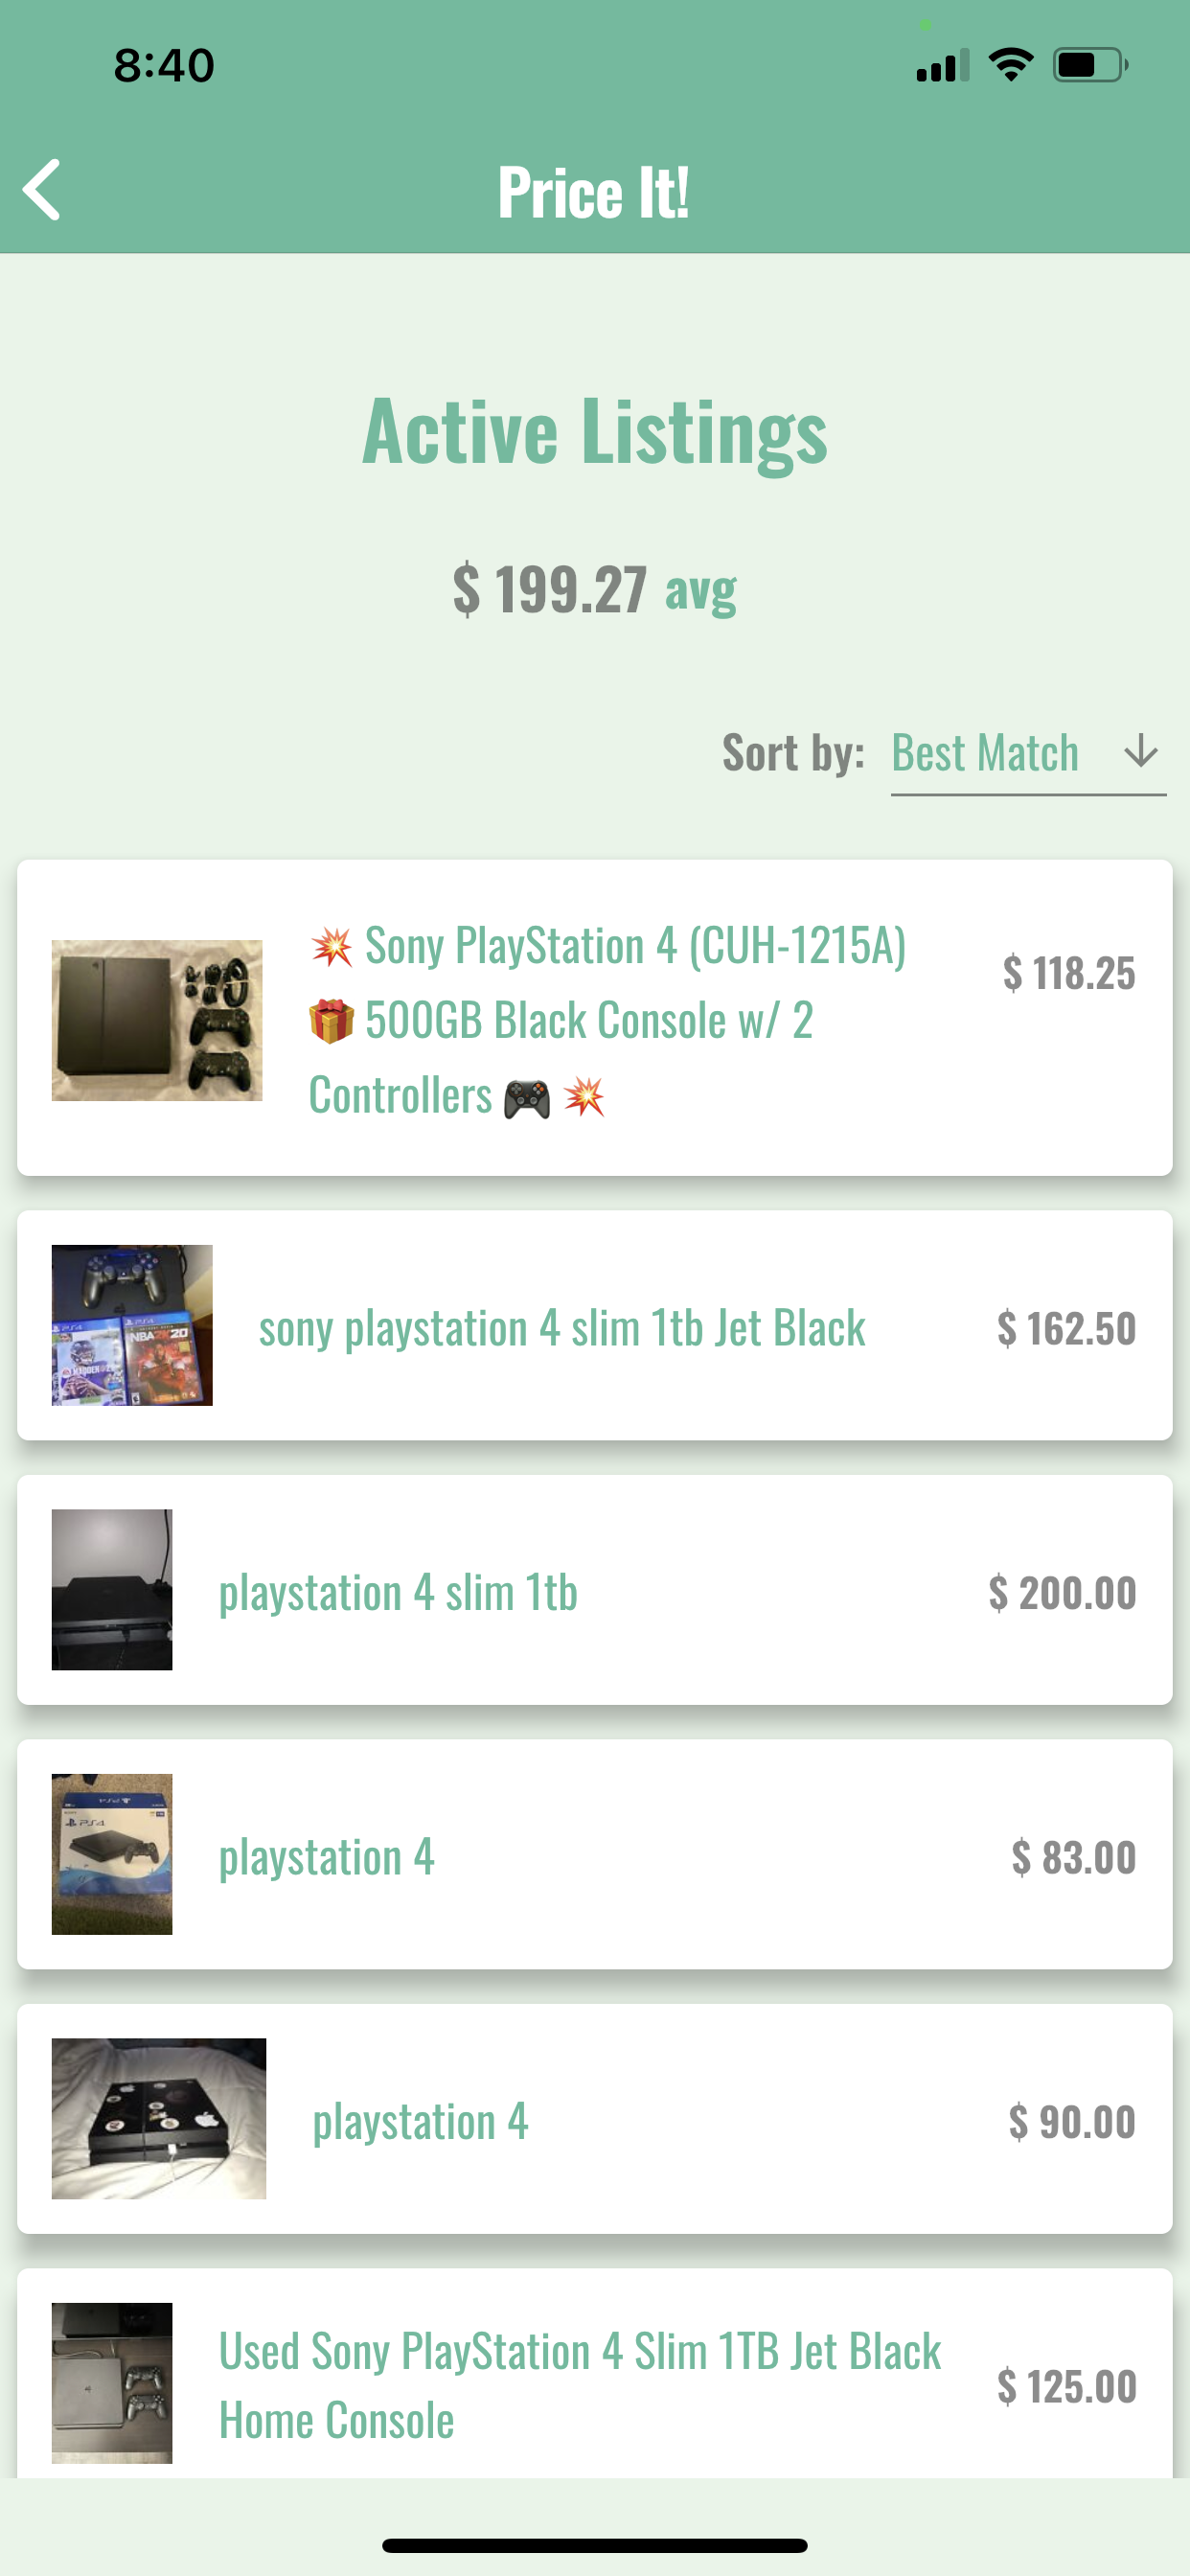 8:40
Price It!
Active Listings
$ 199.27 avg
Sort by: Best Match
💥 Sony PlayStation 4 (CUH-1215A)
🎁 500GB Black Console w/ 2
Controllers 🎮 💥
$ 118.25
NBA 2K20
sony playstation 4 slim 1tb Jet Black
$ 162.50
playstation 4 slim 1tb
$ 200.00
PS4
playstation 4
$ 83.00
playstation 4
$ 90.00
Used Sony PlayStation 4 Slim 1TB Jet Black
Home Console
$ 125.00